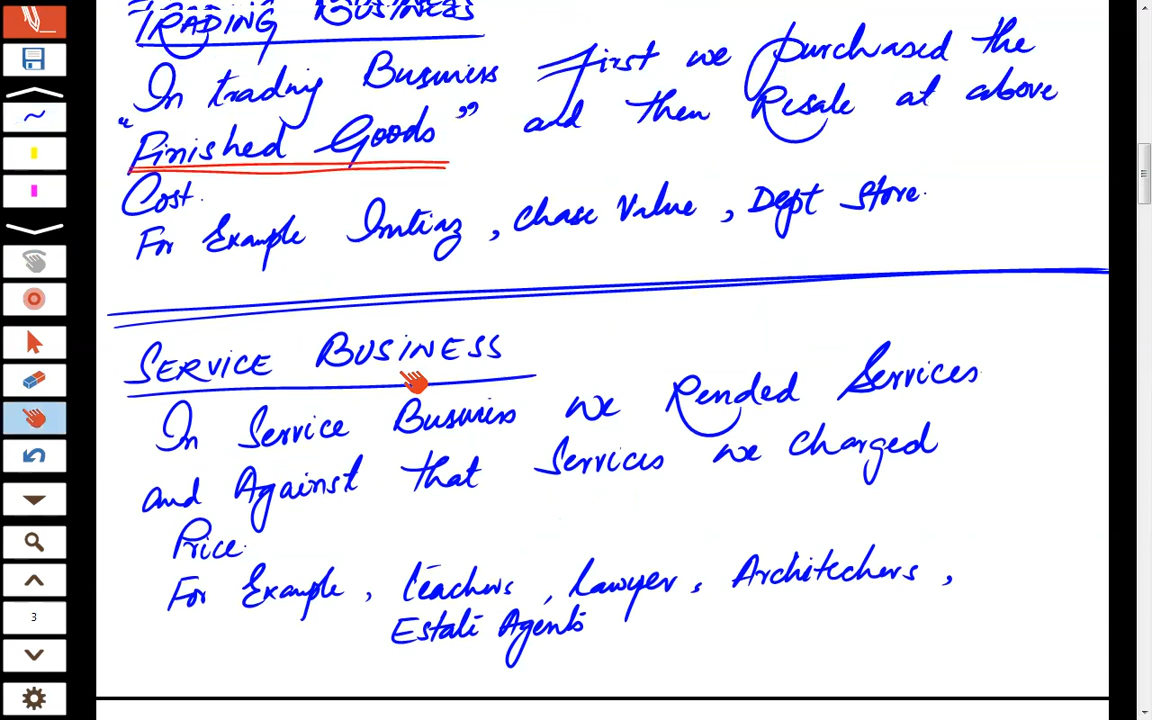 TRADING BUSINESS
In trading Business first we purchased the
"Finished Goods" and then Resale at above
Cost.
For Example Imtiaz, Chase Value, Dept Store.
SERVICE BUSINESS
In Service Business we Rended Services
and Against that Services we charged
Price.
For Example, teachers, Lawyer, Architechers,
Estate Agents
3